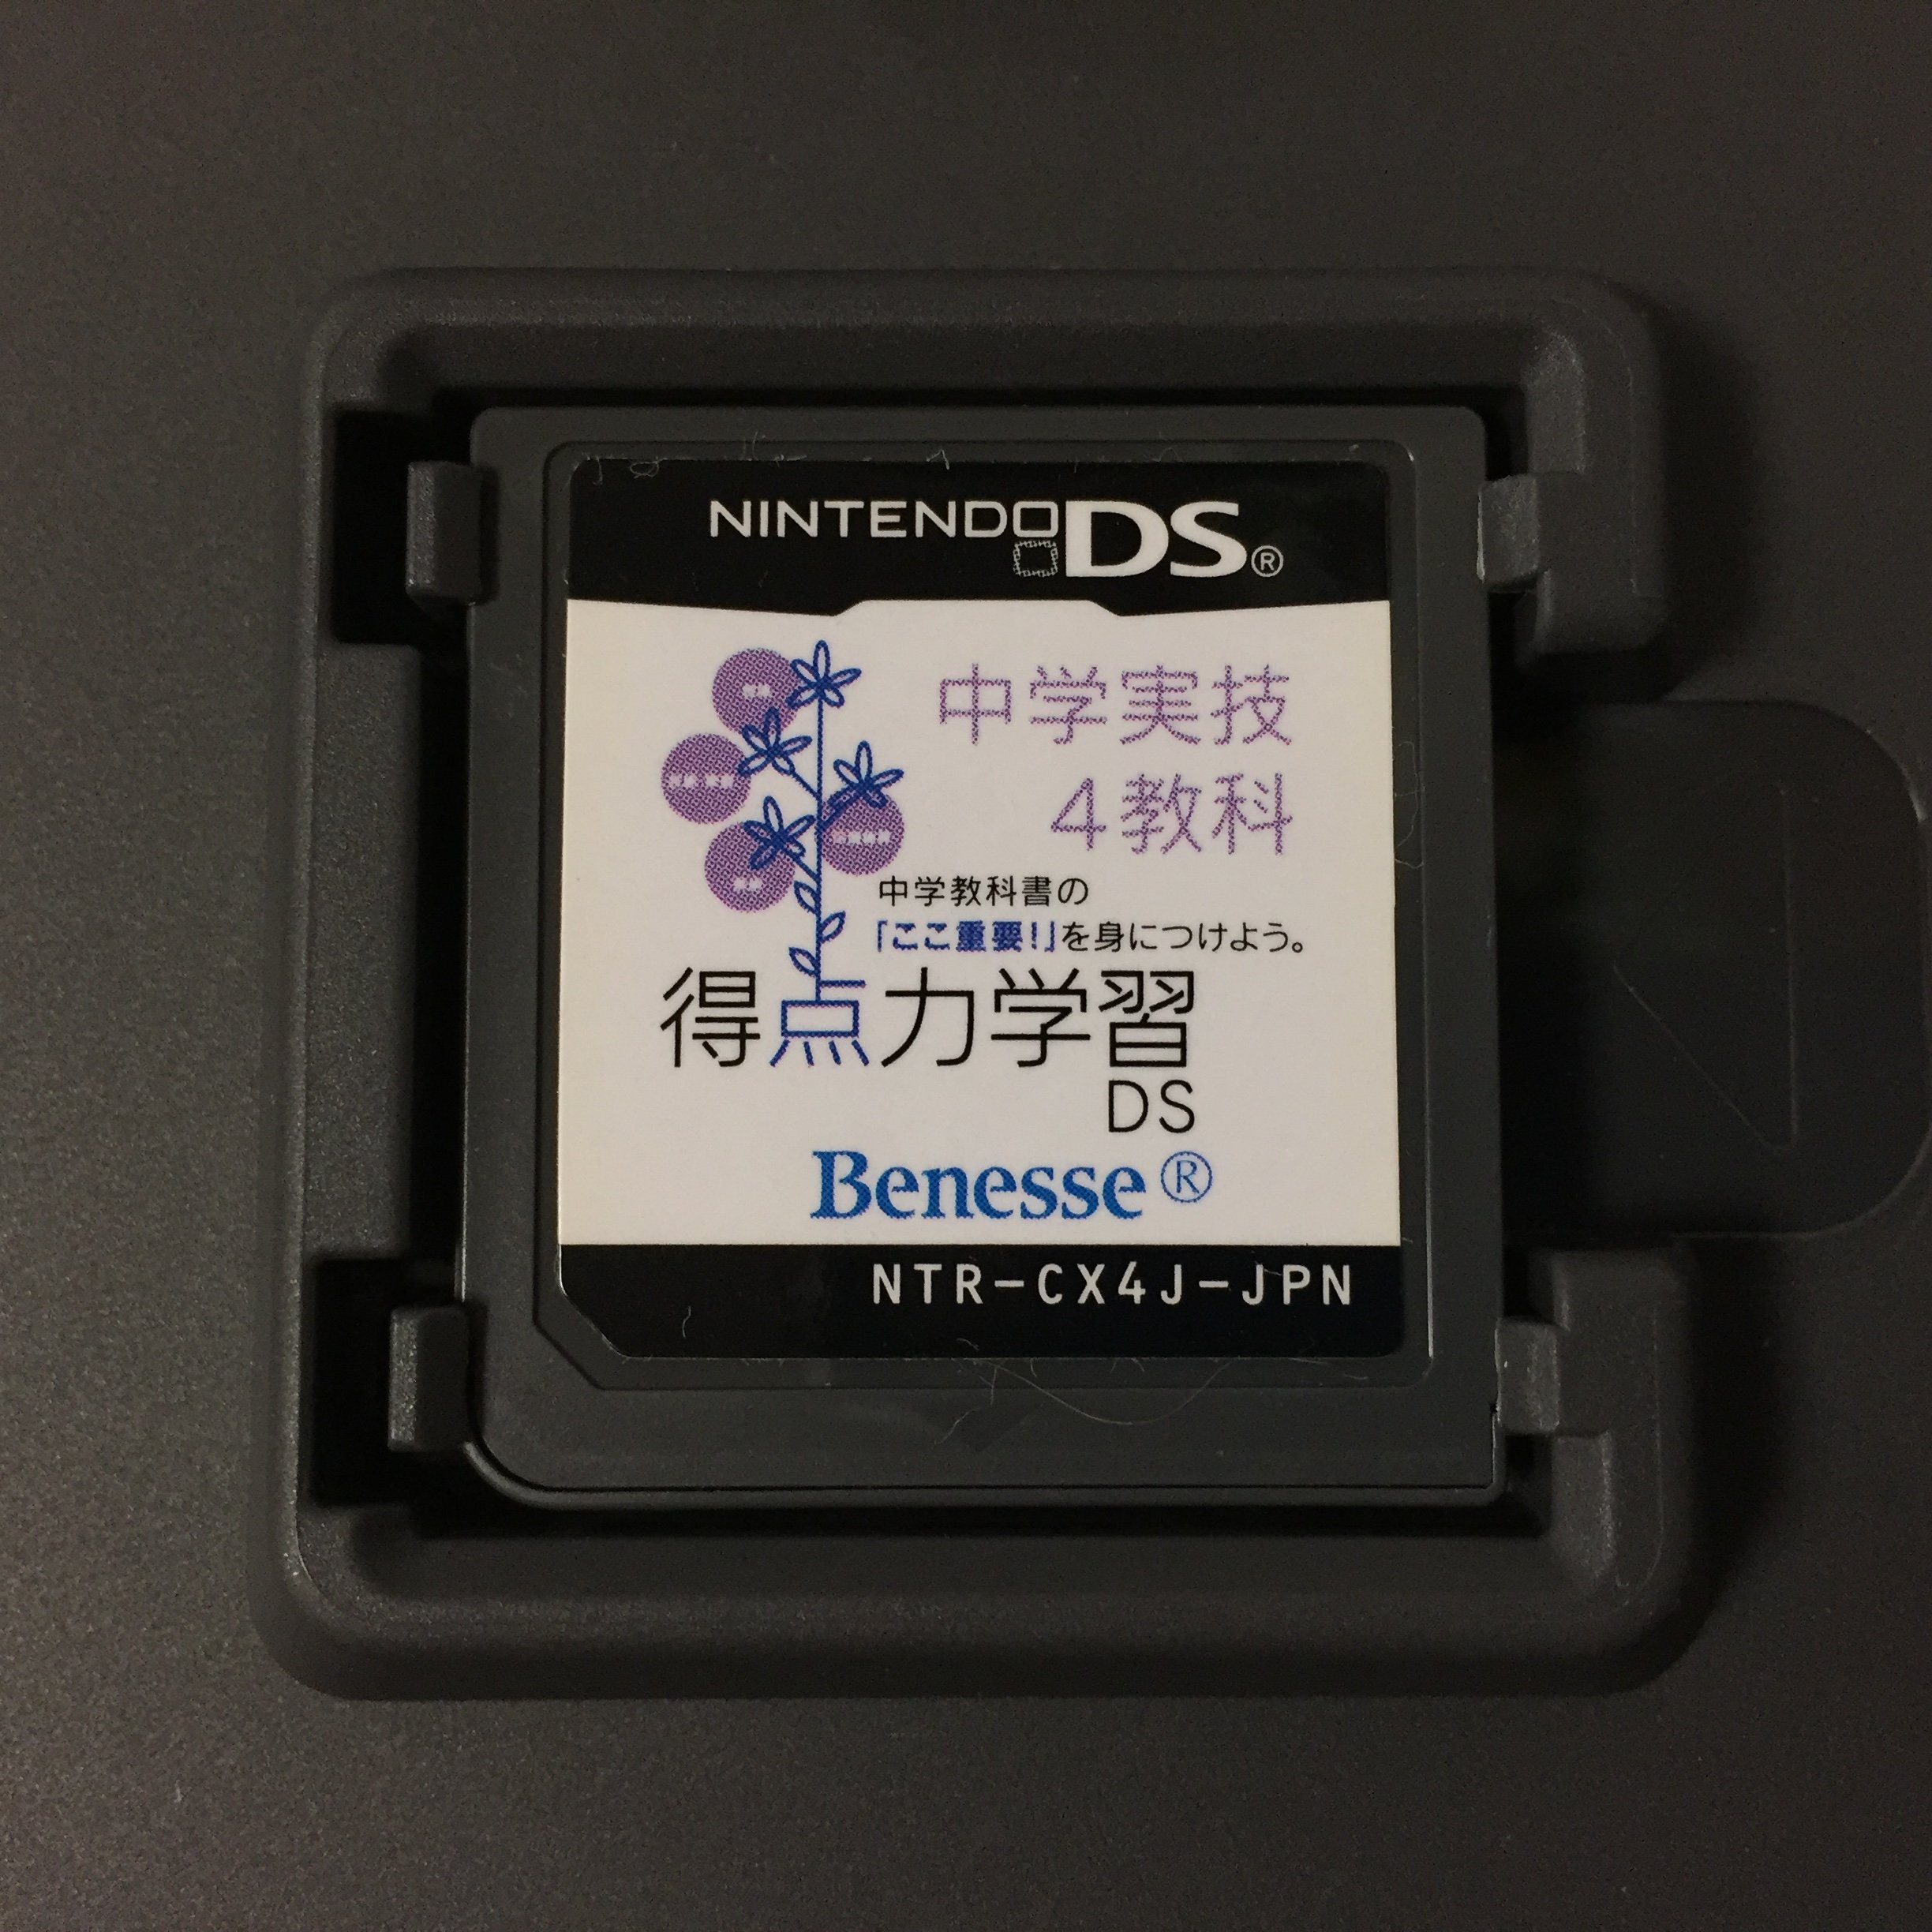 NINTENDO DS®
中学実技
4教科
中学教科書の
「ここ重要!」を身につけよう。
得点力学習
DS
Benesse®
NTR-CX4J-JPN